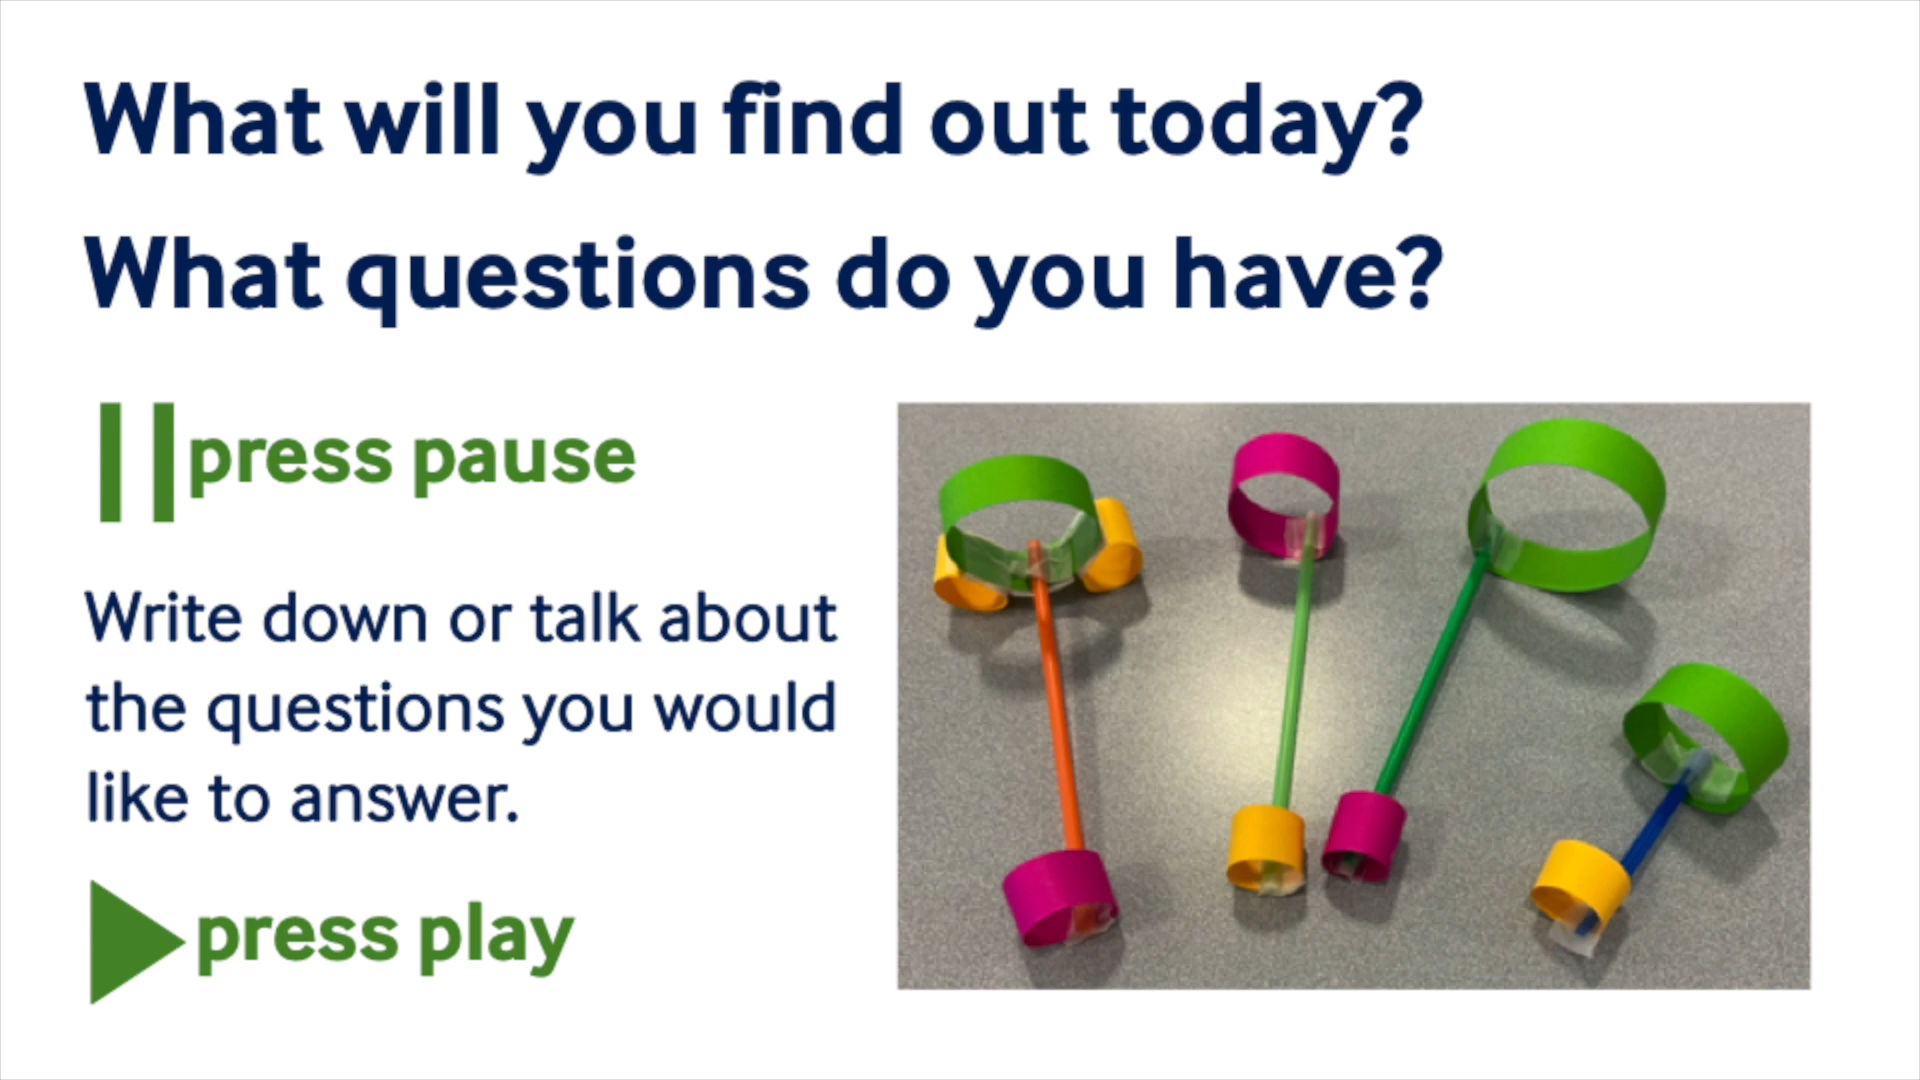 What will you find out today?
What questions do you have?
press pause
Write down or talk about
the questions you would
like to answer.
press play